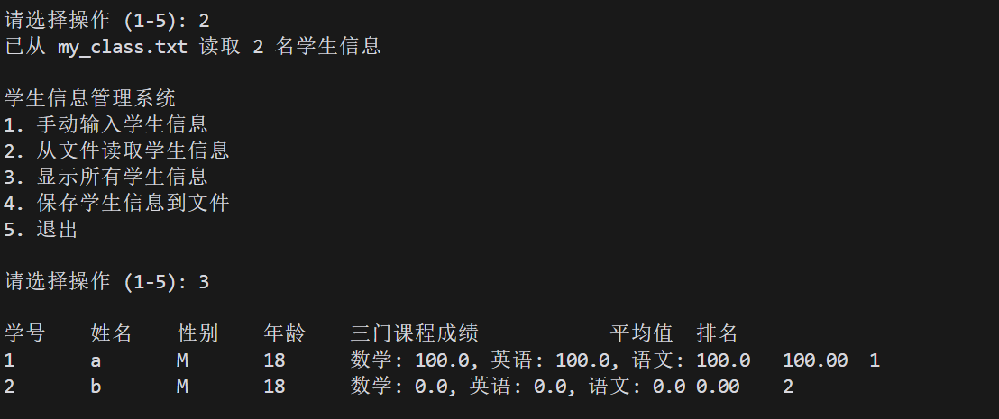 请选择操作 (1-5): 2
已从 my_class.txt 读取 2 名学生信息
学生信息管理系统
1. 手动输入学生信息
2. 从文件读取学生信息
3. 显示所有学生信息
4. 保存学生信息到文件
5. 退出
请选择操作 (1-5): 3
学号 姓名 性别 年龄 三门课程成绩 平均值 排名
1 a M 18 数学: 100.0, 英语: 100.0, 语文: 100.0 100.00 1
2 b M 18 数学: 0.0, 英语: 0.0, 语文: 0.0 0.00 2